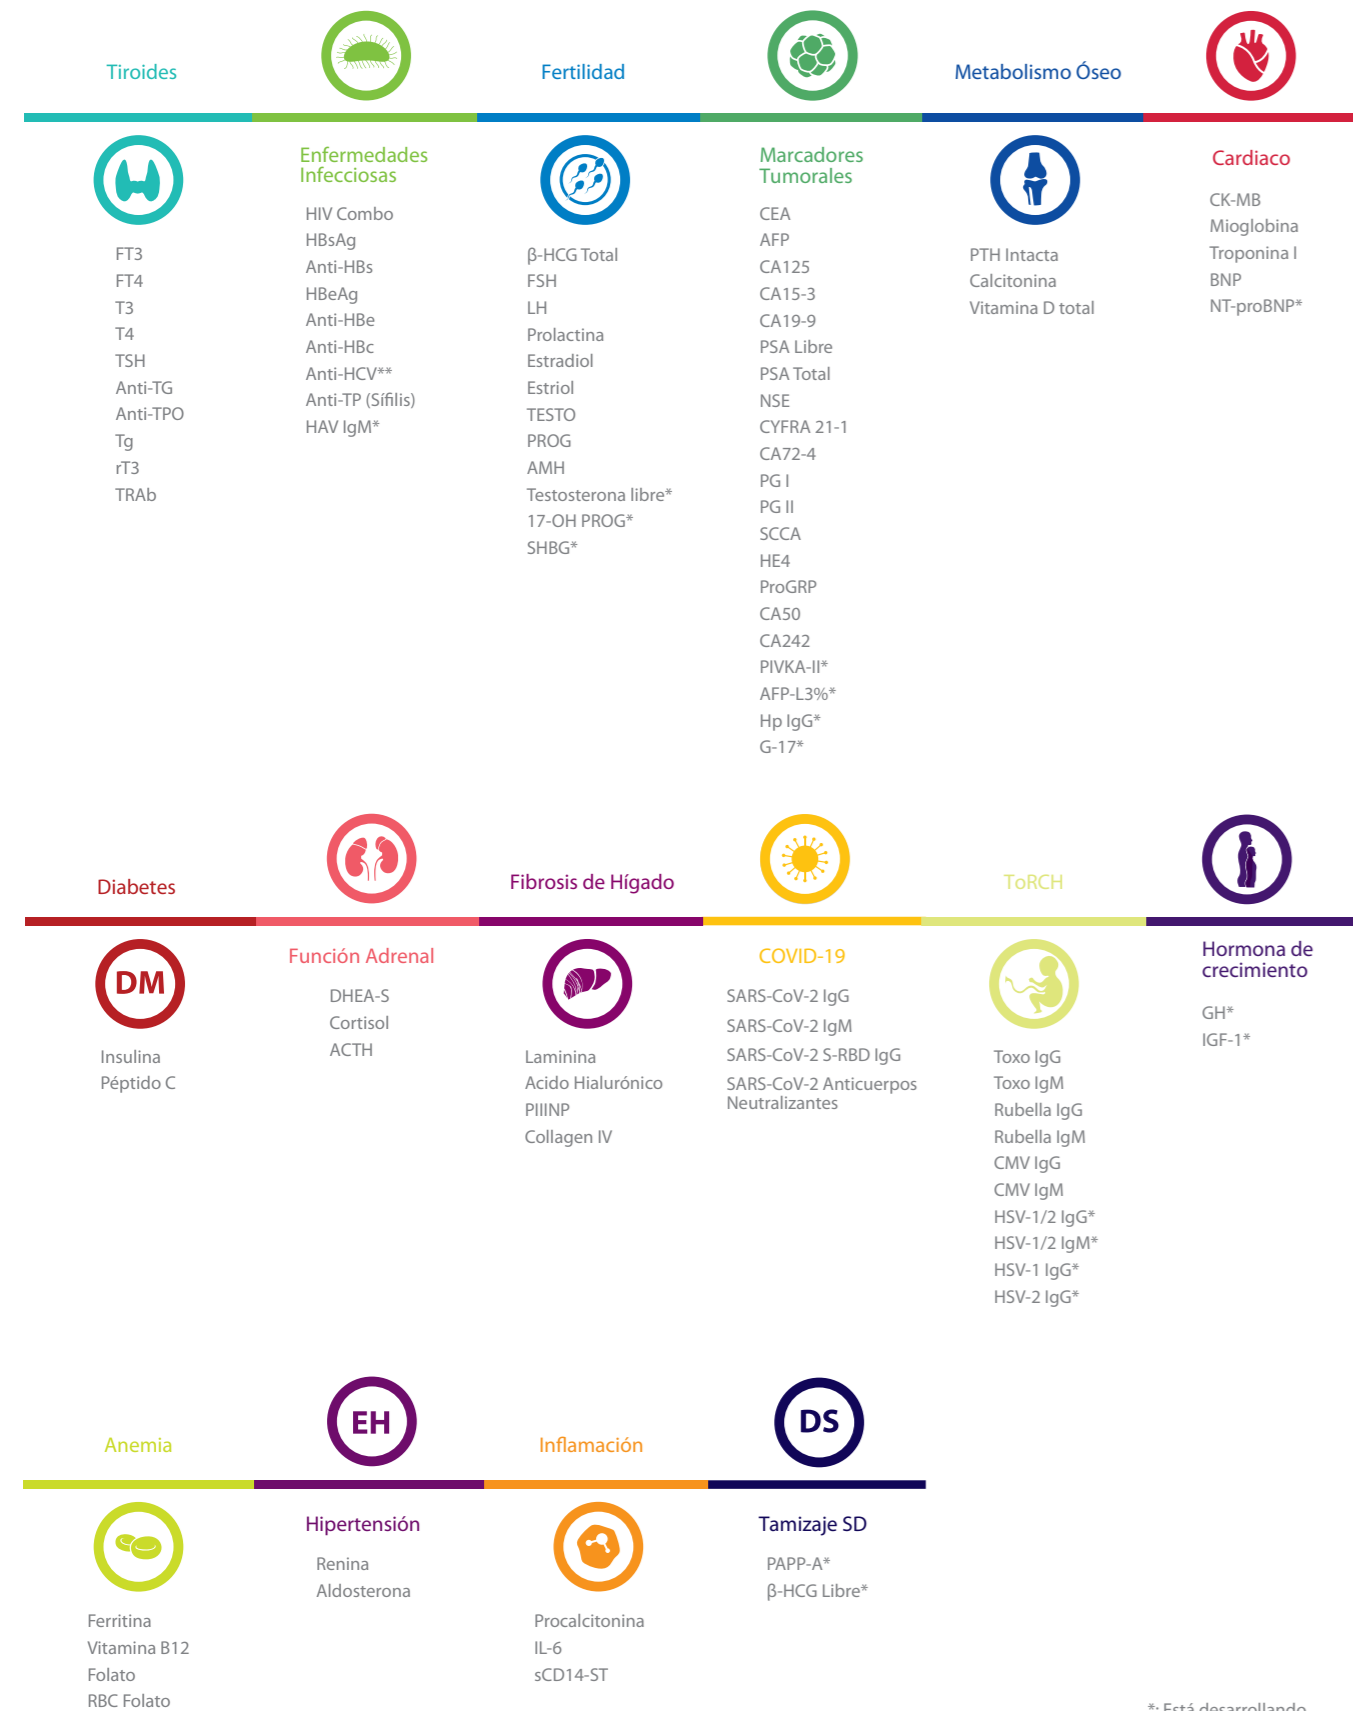 Tiroides
FT3
FT4
T3
T4
TSH
Anti-TG
Anti-TPO
Tg
rT3
TRAb
Enfermedades
Infecciosas
HIV Combo
HBsAg
Anti-HBs
HBeAg
Anti-HBe
Anti-HBc
Anti-HCV**
Anti-TP (Sífilis)
HAV IgM*
Fertilidad
β-HCG Total
FSH
LH
Prolactina
Estradiol
Estriol
TESTO
PROG
AMH
Testosterona libre*
17-OH PROG*
SHBG*
Marcadores
Tumorales
CEA
AFP
CA125
CA15-3
CA19-9
PSA Libre
PSA Total
NSE
CYFRA 21-1
CA72-4
PG I
PG II
SCCA
HE4
ProGRP
CA50
CA242
PIVKA-II*
AFP-L3%*
Hp IgG*
G-17*
Metabolismo Óseo
PTH Intacta
Calcitonina
Vitamina D total
Cardiaco
CK-MB
Mioglobina
Troponina I
BNP
NT-proBNP*
Diabetes
DM
Insulina
Péptido C
Función Adrenal
DHEA-S
Cortisol
ACTH
Fibrosis de Hígado
Laminina
Acido Hialurónico
PIIINP
Collagen IV
COVID-19
SARS-CoV-2 IgG
SARS-CoV-2 IgM
SARS-CoV-2 S-RBD IgG
SARS-CoV-2 Anticuerpos
Neutralizantes
ToRCH
Toxo IgG
Toxo IgM
Rubella IgG
Rubella IgM
CMV IgG
CMV IgM
HSV-1/2 IgG*
HSV-1/2 IgM*
HSV-1 IgG*
HSV-2 IgG*
Hormona de
crecimiento
GH*
IGF-1*
Anemia
Ferritina
Vitamina B12
Folato
RBC Folato
EH
Hipertensión
Renina
Aldosterona
Inflamación
Procalcitonina
IL-6
sCD14-ST
DS
Tamizaje SD
PAPP-A*
β-HCG Libre*
*: Está desarrollando